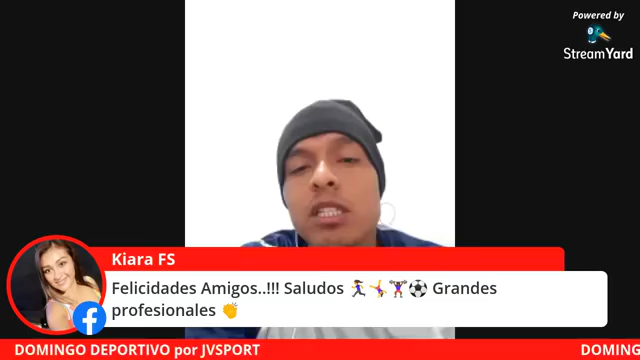 Powered by
StreamYard
Kiara FS
Felicidades Amigos..!!! Saludos 🏃‍♀️🤸‍♀️🏋️‍♀️⚽ Grandes
profesionales 👏
DOMINGO DEPORTIVO por JVSPORT
DOMING